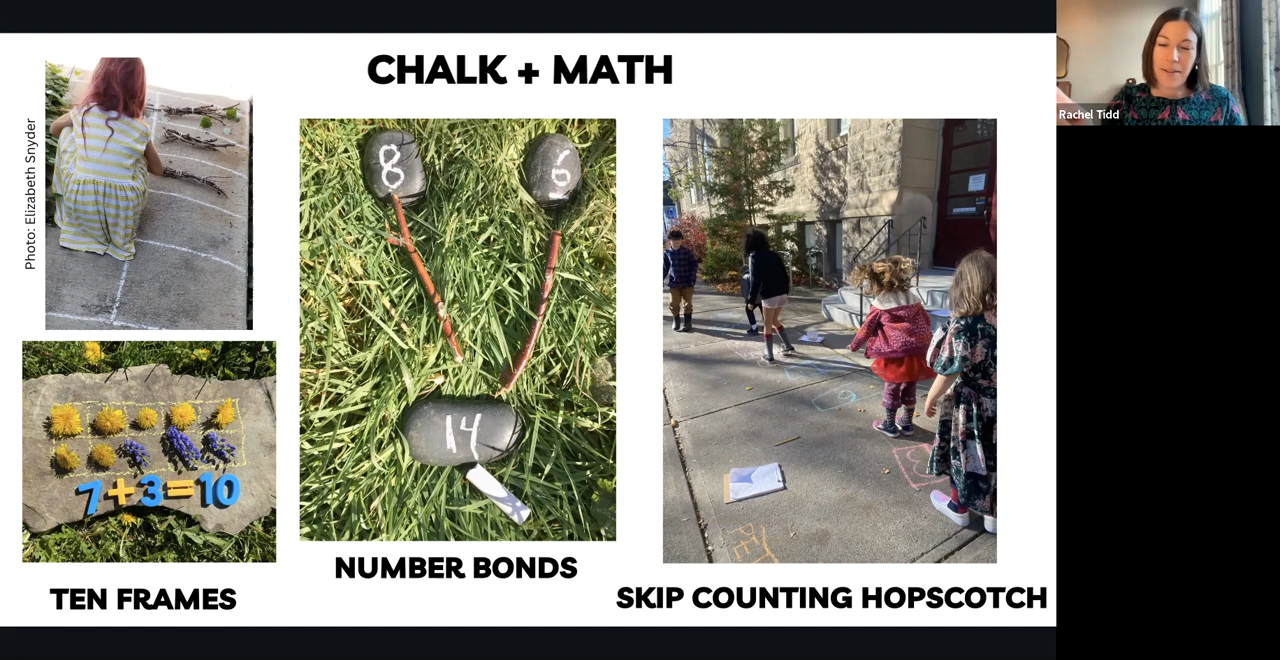 CHALK + MATH
Photo: Elizabeth Snyder
7+3=10
TEN FRAMES
8
6
14
NUMBER BONDS
PET
SKIP COUNTING HOPSCOTCH
Rachel Tidd